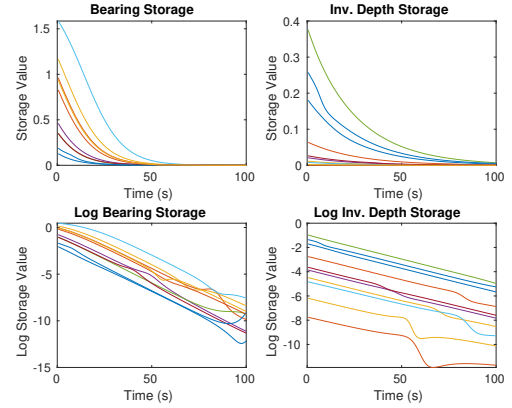 Bearing Storage
Inv. Depth Storage
Storage Value
1.5
1
0.5
0
0 50 100
Time (s)
Storage Value
0.4
0.3
0.2
0.1
0
0 50 100
Time (s)
Log Bearing Storage
Log Inv. Depth Storage
Log Storage Value
0
-5
-10
-15
0 50 100
Time (s)
Log Storage Value
0
-2
-4
-6
-8
-10
0 50 100
Time (s)